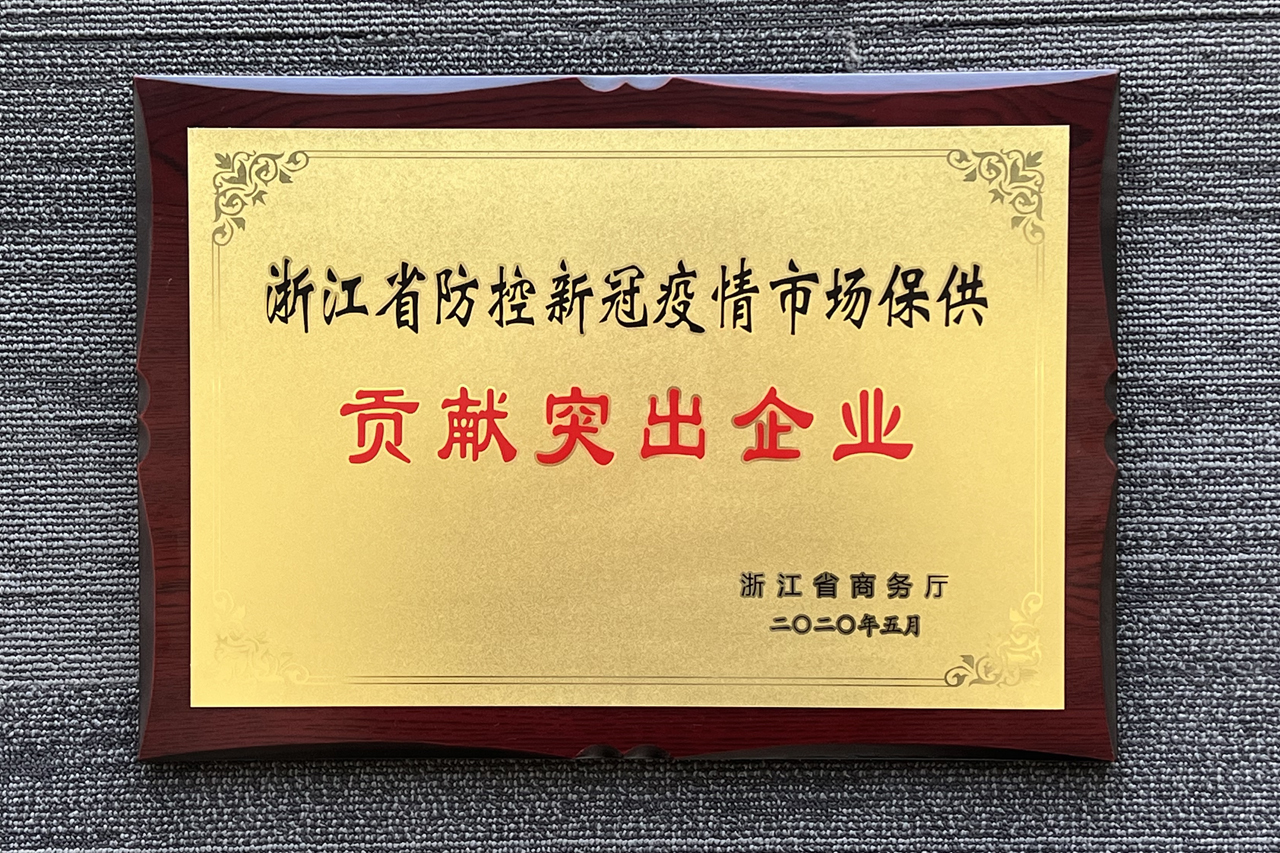 浙江省防控新冠疫情市场保供
贡献突出企业
浙江省商务厅
二〇二〇年五月